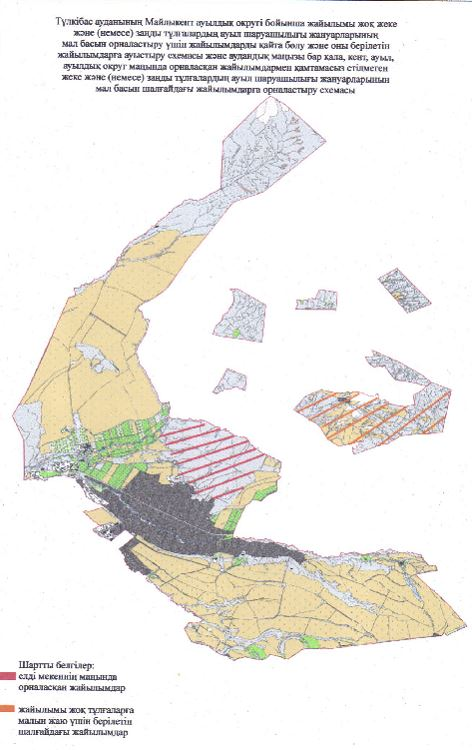 Түлкібас ауданының Майлыкент ауылдық округі бойынша жайылымы жоқ жеке
және (немесе) заңды тұлғалардың ауыл шаруашылығы жануарларының
мал басын орналастыру үшін жайылымдарды қайта бөлу және оны берілетін
жайылымдарға ауыстыру схемасы және аудандық маңызы бар қала, кент, ауыл,
ауылдық округ маңында орналасқан жайылымдармен қамтамасыз етілмеген
жеке және (немесе) заңды тұлғалардың ауыл шаруашылығы жануарларының
мал басын шалғайдағы жайылымдарға орналастыру схемасы
Шартты белгілер:
елді мекеннің маңында
орналасқан жайылымдар
жайылымы жоқ тұлғаларға
малын жаю үшін берілетін
шалғайдағы жайылымдар